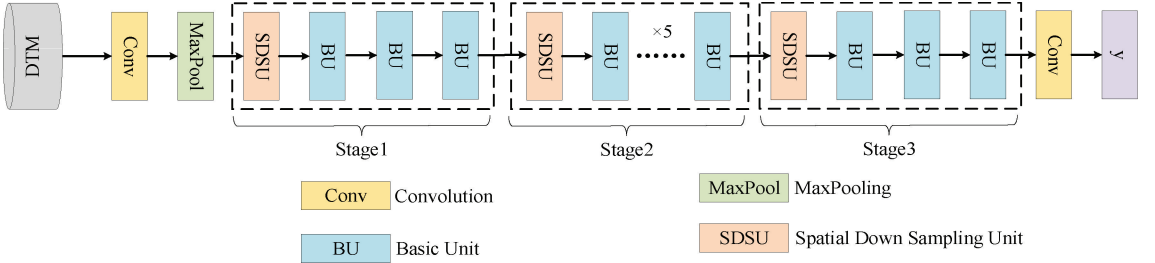 DTM
Conv
MaxPool
SDSU
BU
BU
BU
SDSU
BU
×5
BU
SDSU
BU
BU
BU
Conv
y
Stage1
Stage2
Stage3
Conv Convolution
MaxPool MaxPooling
BU Basic Unit
SDSU Spatial Down Sampling Unit